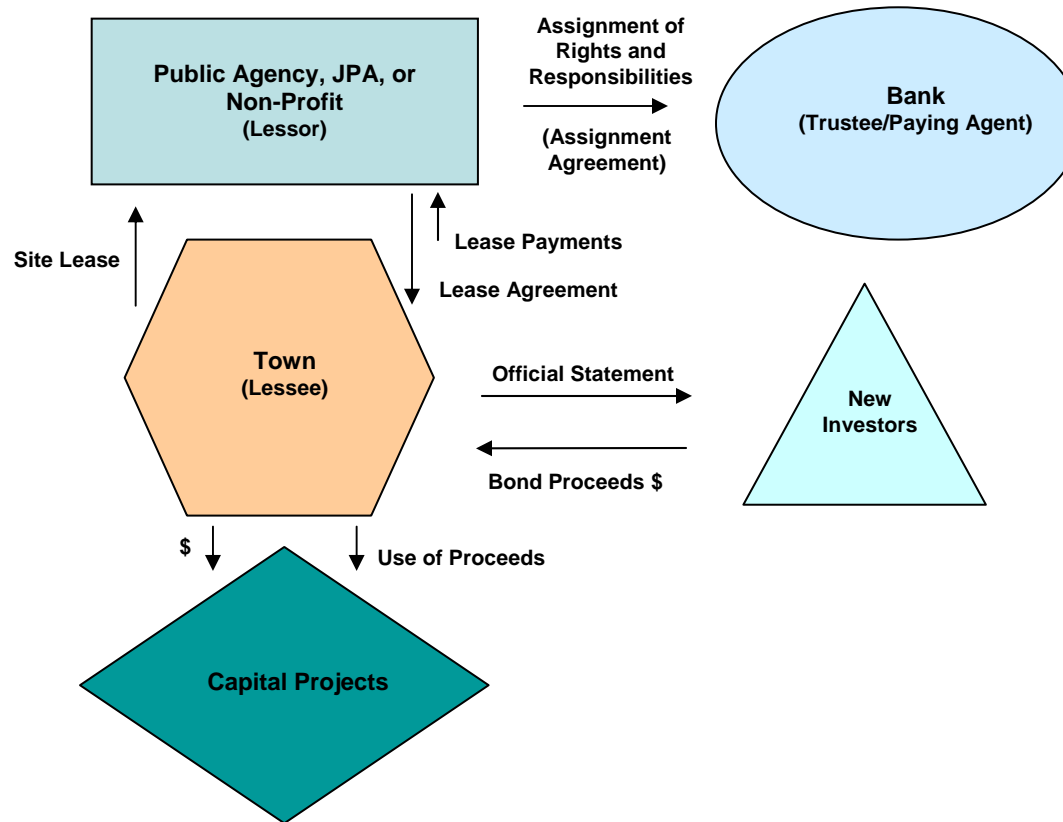 Public Agency, JPA, or
Non-Profit
(Lessor)
Assignment of
Rights and
Responsibilities
(Assignment
Agreement)
Bank
(Trustee/Paying Agent)
Site Lease
Lease Payments
Lease Agreement
Town
(Lessee)
Official Statement
Bond Proceeds $
New
Investors
$
Use of Proceeds
Capital Projects